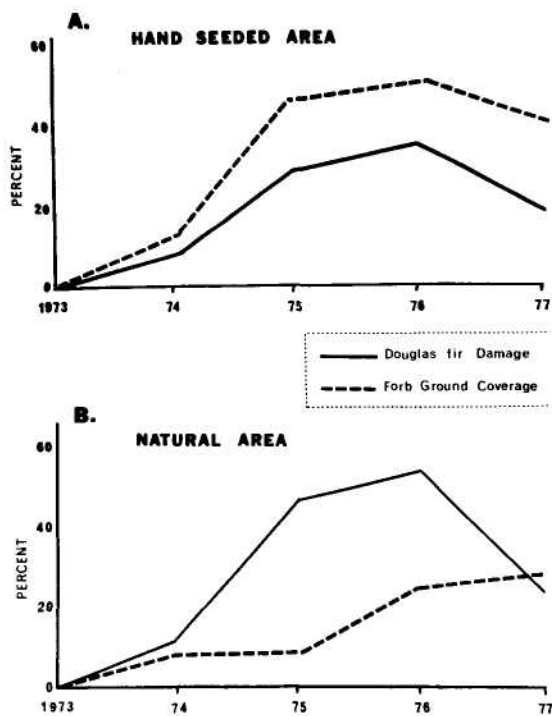 A.
HAND SEEDED AREA
60
40
20
0
PERCENT
1973 74 75 76 77
Douglas fir Damage
Forb Ground Coverage
B.
NATURAL AREA
60
40
20
0
PERCENT
1973 74 75 76 77